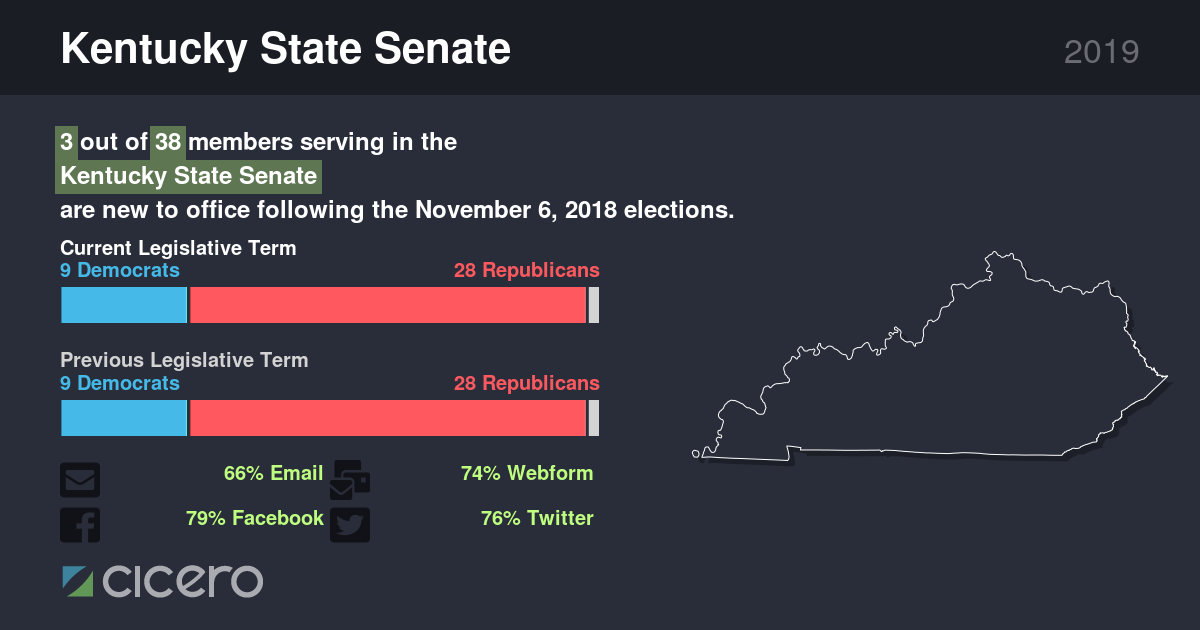 Kentucky State Senate
2019
3 out of 38 members serving in the
Kentucky State Senate
are new to office following the November 6, 2018 elections.
Current Legislative Term
9 Democrats 28 Republicans
Previous Legislative Term
9 Democrats 28 Republicans
66% Email 74% Webform
79% Facebook 76% Twitter
cicero